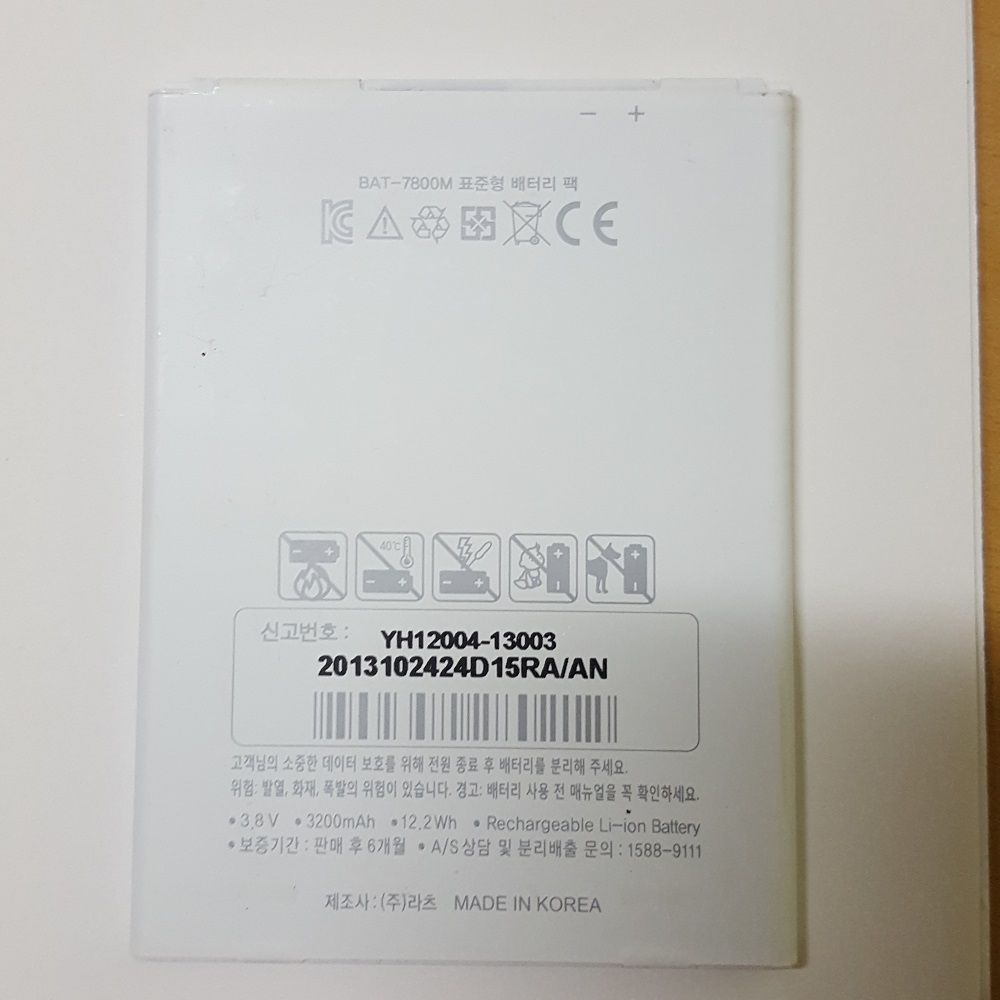 − +
BAT-7800M 표준형 배터리 팩
CE
40℃
신고번호 : YH12004-13003
2013102424D15RA/AN
고객님의 소중한 데이터 보호를 위해 전원 종료 후 배터리를 분리해 주세요.
위험: 발열, 화재, 폭발의 위험이 있습니다. 경고: 배터리 사용 전 매뉴얼을 꼭 확인하세요.
• 3.8 V • 3200mAh • 12.2Wh • Rechargeable Li-ion Battery
• 보증기간 : 판매 후 6개월 • A/S 상담 및 분리배출 문의 : 1588-9111
제조사 : (주)라츠 MADE IN KOREA